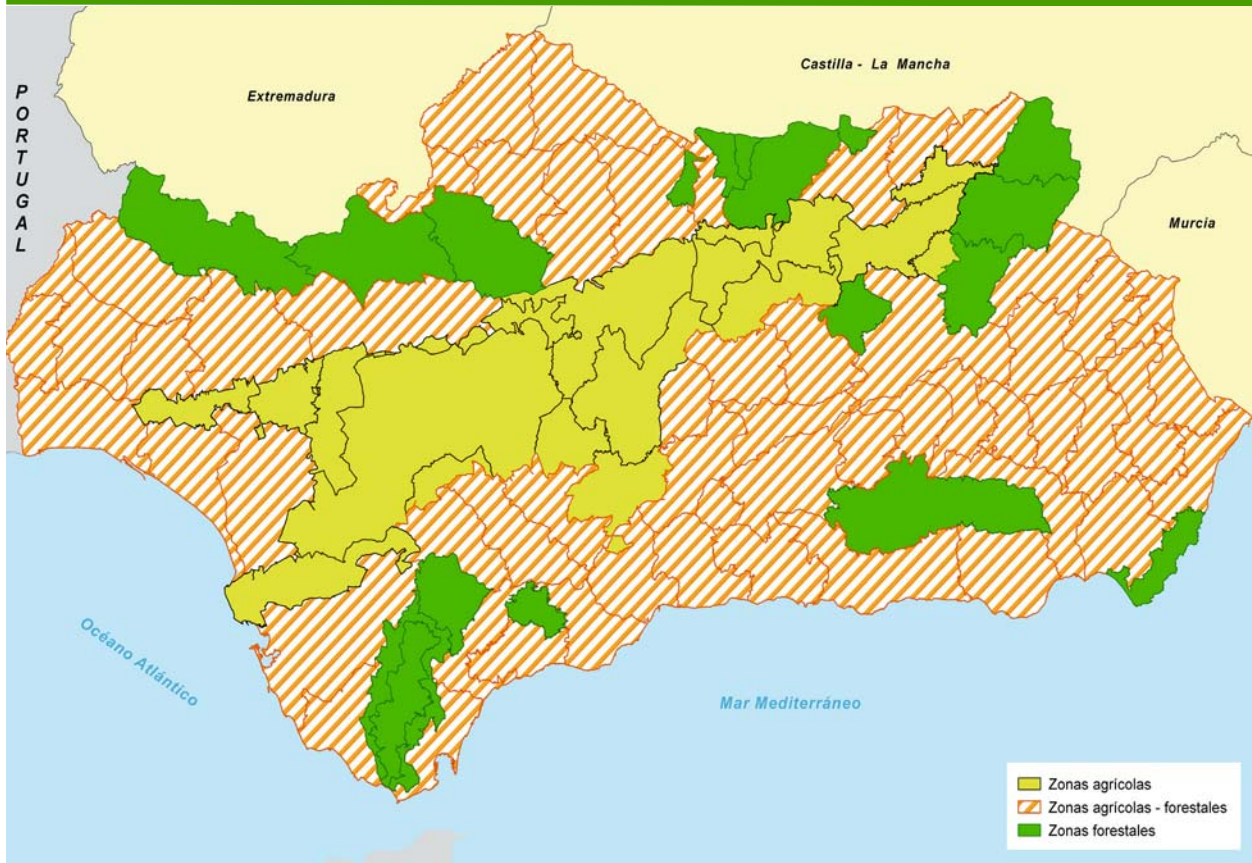 Castilla - La Mancha
Extremadura
PORTUGAL
Murcia
Océano Atlántico
Mar Mediterráneo
Zonas agrícolas
Zonas agrícolas - forestales
Zonas forestales